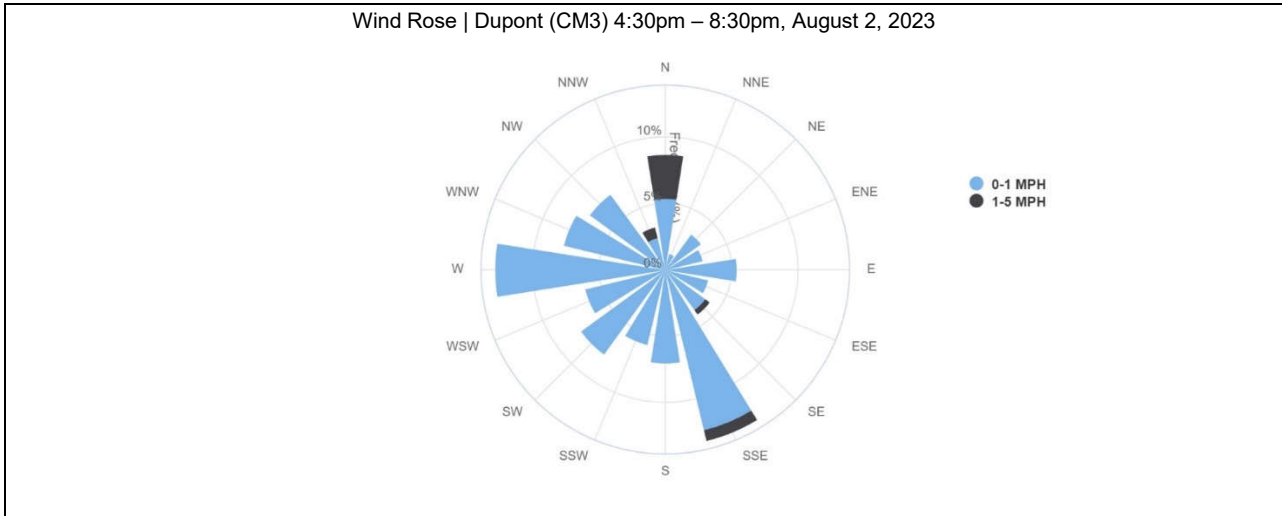 Wind Rose | Dupont (CM3) 4:30pm – 8:30pm, August 2, 2023
N
NNE
NE
ENE
E
ESE
SE
SSE
S
SSW
SW
WSW
W
WNW
NW
NNW
10%
5%
0%
0-1 MPH
1-5 MPH